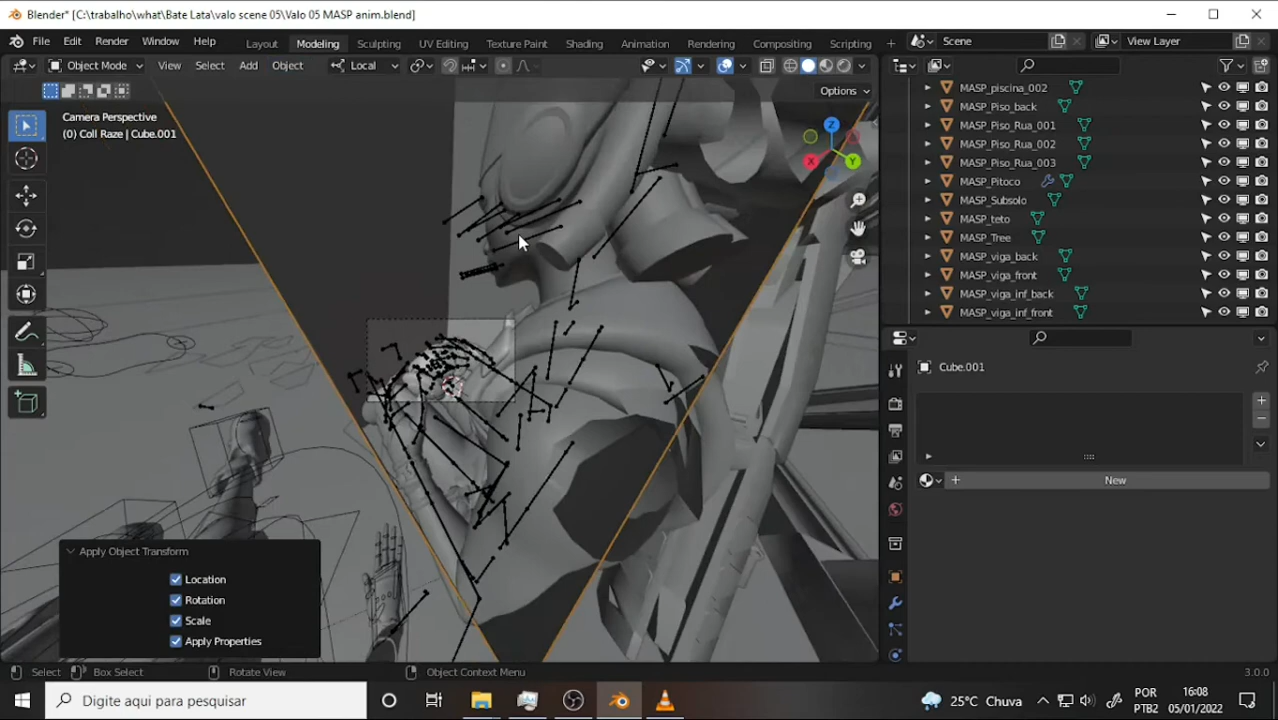 Blender* [C:\trabalho\what\Bate Lata\valo scene 05\Valo 05 MASP anim.blend]
File Edit Render Window Help Layout Modeling Sculpting UV Editing Texture Paint Shading Animation Rendering Compositing Scripting + Scene View Layer
Object Mode View Select Add Object Local
Options
Camera Perspective
(0) Coll Raze | Cube.001
Z
X
Y
MASP_piscina_002
MASP_Piso_back
MASP_Piso_Rua_001
MASP_Piso_Rua_002
MASP_Piso_Rua_003
MASP_Pitoco
MASP_Subsolo
MASP_teto
MASP_Tree
MASP_viga_back
MASP_viga_front
MASP_viga_inf_back
MASP_viga_inf_front
Cube.001
New
Apply Object Transform
Location
Rotation
Scale
Apply Properties
Select Box Select Rotate View Object Context Menu 3.0.0
Digite aqui para pesquisar
25°C Chuva
POR
PTB2
16:08
05/01/2022